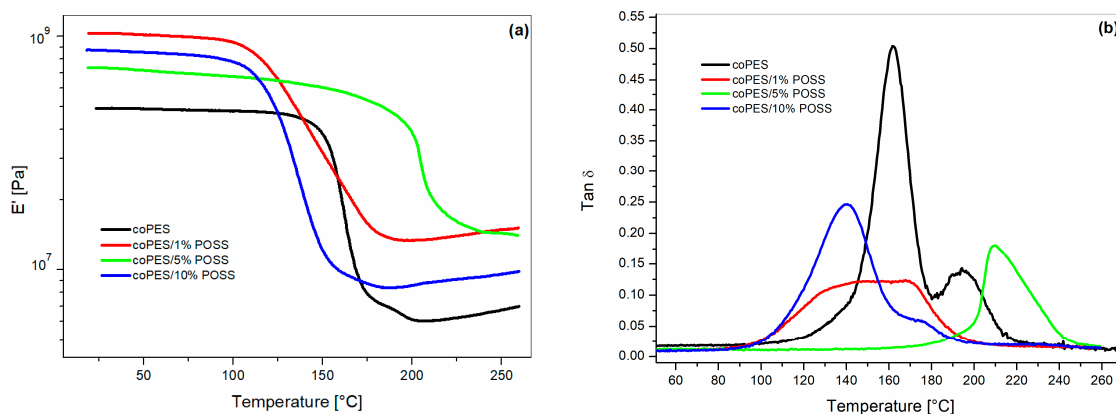 (a)
10⁹
10⁷
E' [Pa]
coPES
coPES/1% POSS
coPES/5% POSS
coPES/10% POSS
50 100 150 200 250
Temperature [°C]
(b)
0.55
0.50
0.45
0.40
0.35
0.30
0.25
0.20
0.15
0.10
0.05
0.00
Tan δ
coPES
coPES/1% POSS
coPES/5% POSS
coPES/10% POSS
60 80 100 120 140 160 180 200 220 240 260
Temperature [°C]